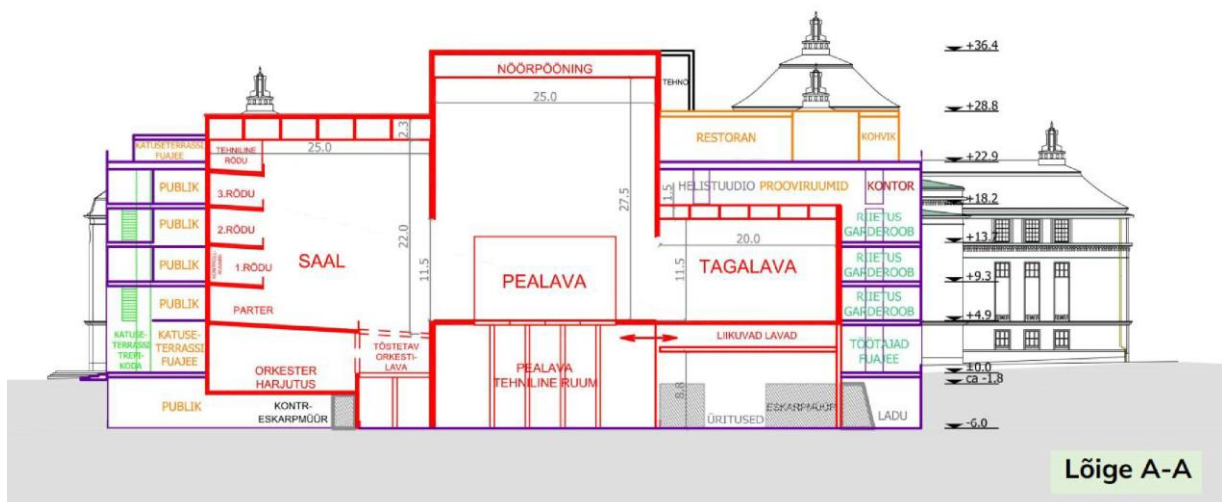 +36.4
NÖÖRPÖÖNING
TEHNO
25.0
+28.8
2.3
KATUSETERRASSI
FUAJEE
TEHNILINE
RÕDU
25.0
RESTORAN
KOHVIK
+22.9
PUBLIK
3.RÕDU
27.5
1.5
HELISTUUDIO
PROOVIRUUMID
KONTOR
+18.2
PUBLIK
2.RÕDU
22.0
20.0
RIIETUS
GARDEROOB
+13.7
PUBLIK
1.RÕDU
SAAL
11.5
PEALAVA
11.5
TAGALAVA
RIIETUS
GARDEROOB
+9.3
PUBLIK
PARTER
RIIETUS
GARDEROOB
+4.9
KATUSE-
TERRASSI
TREPI-
KODA
KATUSE-
TERRASSI
FUAJEE
TÕSTETAV
ORKESTI-
LAVA
LIIKUVAD LAVAD
TÖÖTAJAD
FUAJEE
ORKESTER
HARJUTUS
PEALAVA
TEHNILINE RUUM
8.8
±0.0
ca -1.8
PUBLIK
KONTR-
ESKARPMÜÜR
ÜRITUSED
ESKARPMÜÜR
LADU
-6.0
Lõige A-A